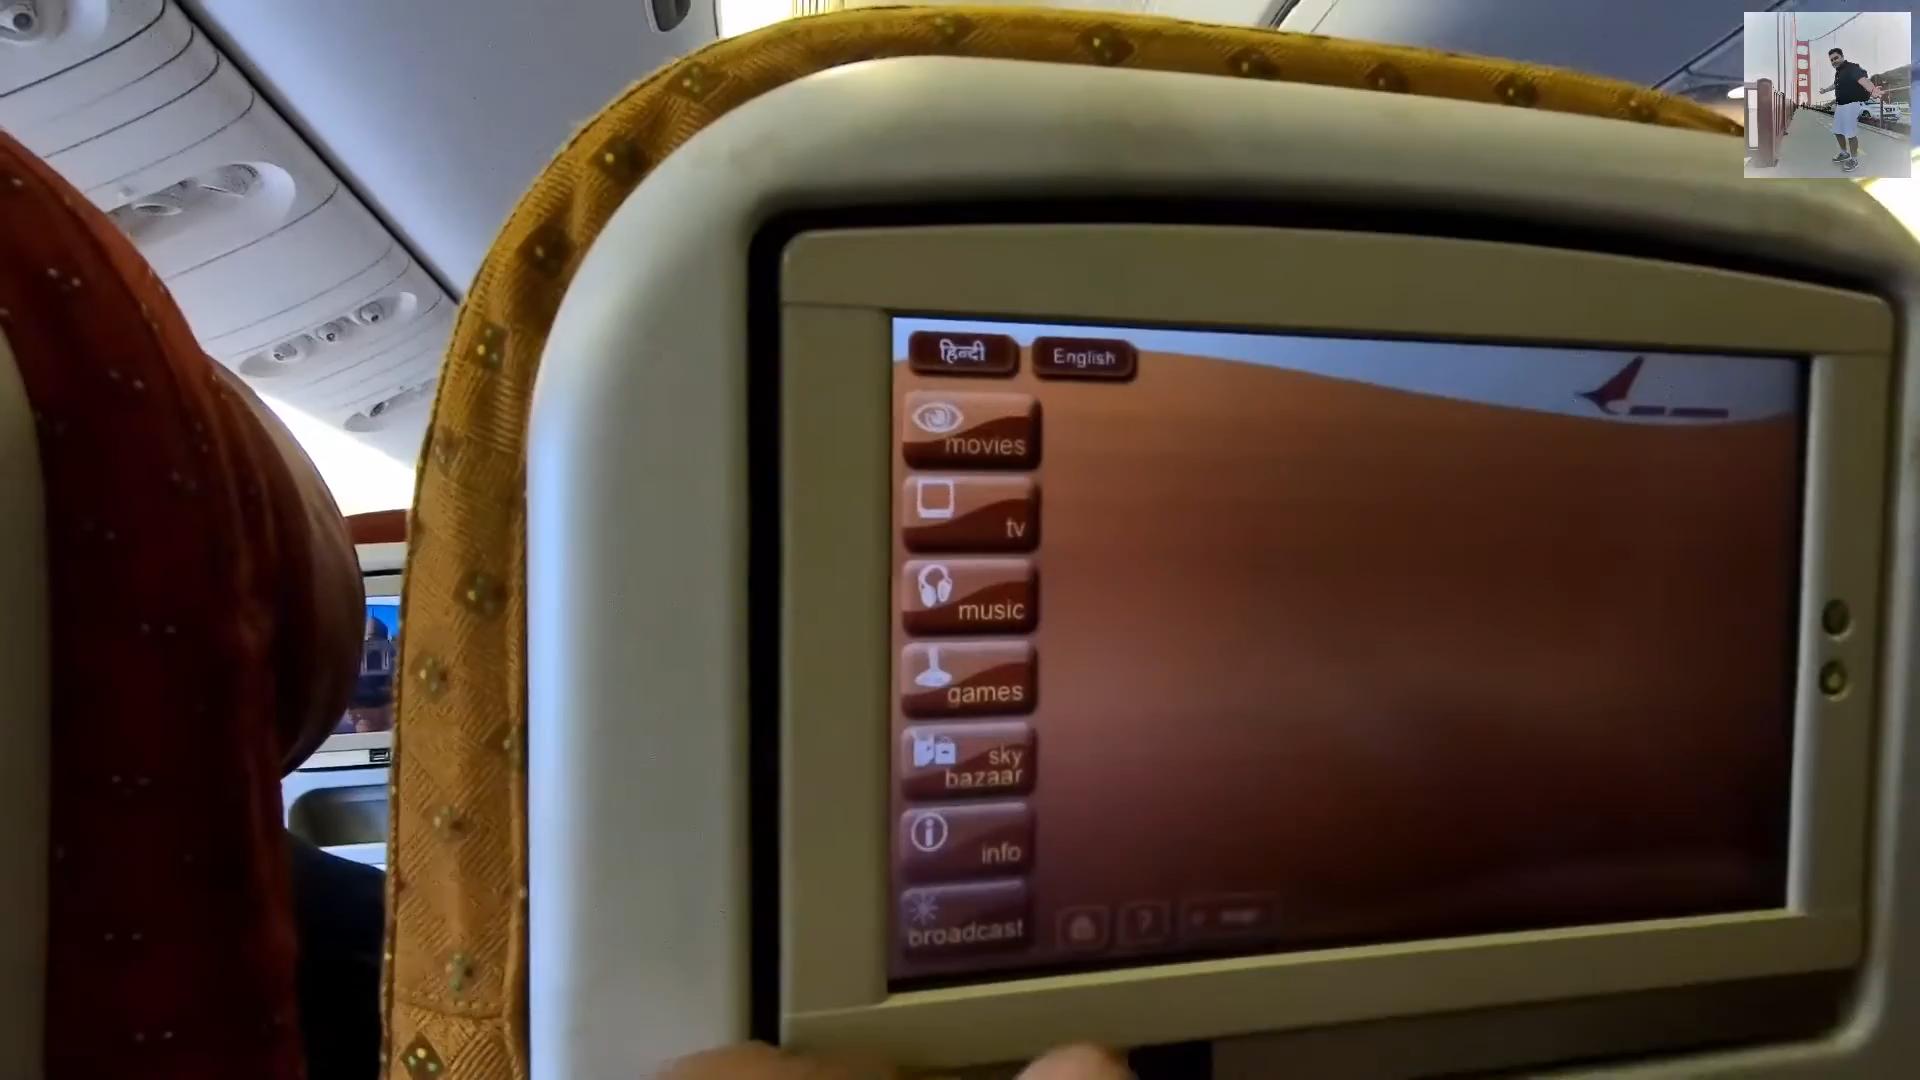 हिन्दी English
movies
tv
music
games
sky
bazaar
info
broadcast